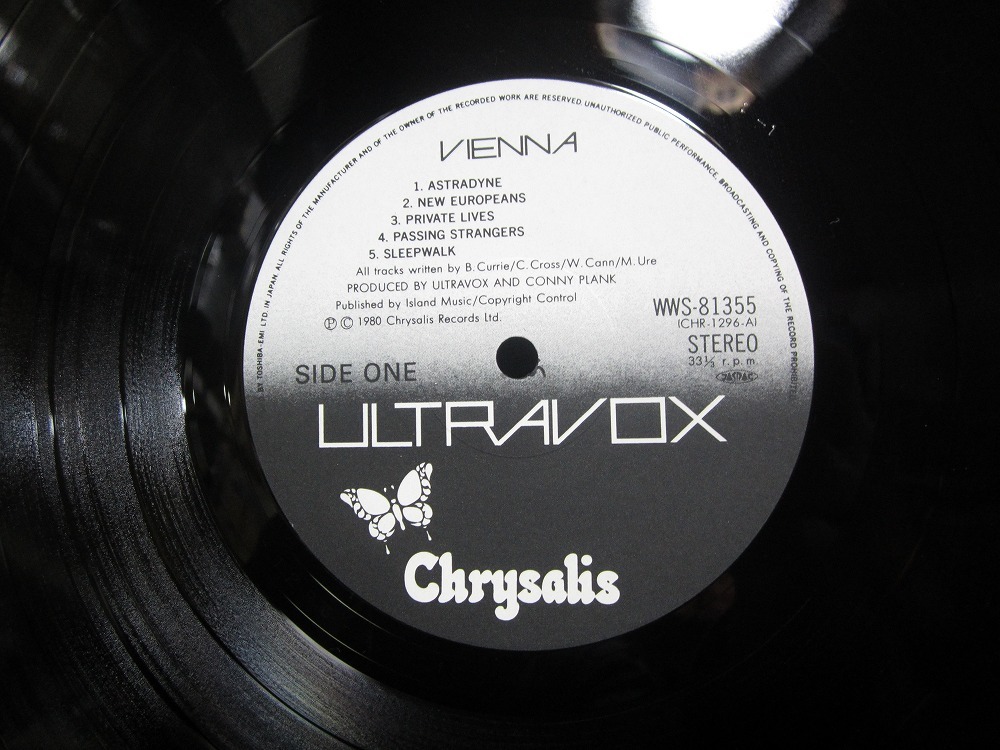 BY TOSHIBA-EMI LTD. IN JAPAN. ALL RIGHTS OF THE MANUFACTURER AND OF THE OWNER OF THE RECORDED WORK ARE RESERVED. UNAUTHORIZED PUBLIC PERFORMANCE, BROADCASTING AND COPYING OF THE RECORD PROHIBITED.
VIENNA
1. ASTRADYNE
2. NEW EUROPEANS
3. PRIVATE LIVES
4. PASSING STRANGERS
5. SLEEPWALK
All tracks written by B. Currie/C. Cross/W. Cann/M. Ure
PRODUCED BY ULTRAVOX AND CONNY PLANK
Published by Island Music/Copyright Control
Ⓟ © 1980 Chrysalis Records Ltd.
WWS-81355
(CHR-1296-A)
STEREO
33⅓ r.p.m.
JASRAC
SIDE ONE
ULTRAVOX
Chrysalis